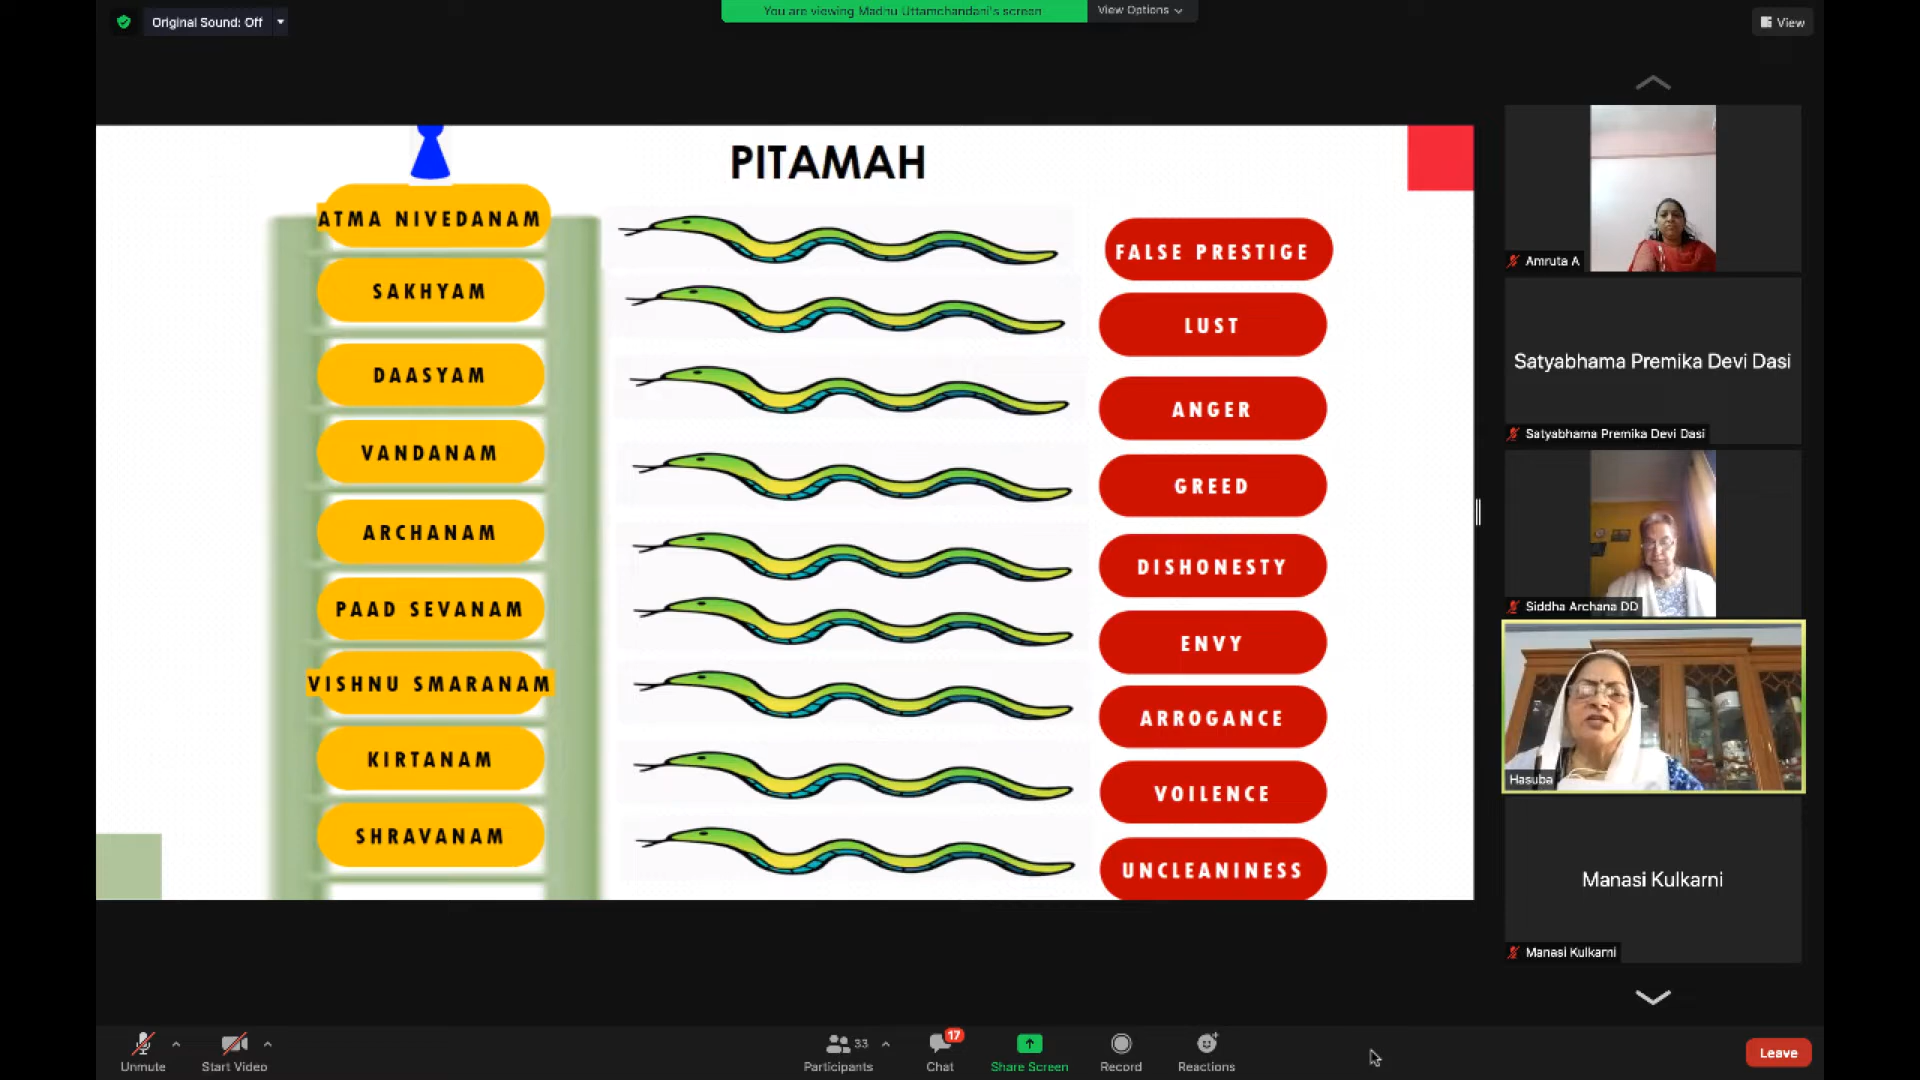 Original Sound: Off
You are viewing Madhu Uttamchandani's screen
View Options
View
PITAMAH
ATMA NIVEDANAM
SAKHYAM
DAASYAM
VANDANAM
ARCHANAM
PAAD SEVANAM
VISHNU SMARANAM
KIRTANAM
SHRAVANAM
FALSE PRESTIGE
LUST
ANGER
GREED
DISHONESTY
ENVY
ARROGANCE
VOILENCE
UNCLEANINESS
Amruta A
Satyabhama Premika Devi Dasi
Satyabhama Premika Devi Dasi
Siddha Archana DD
Hasuba
Manasi Kulkarni
Manasi Kulkarni
Unmute
Start Video
33
Participants
17
Chat
Share Screen
Record
Reactions
Leave